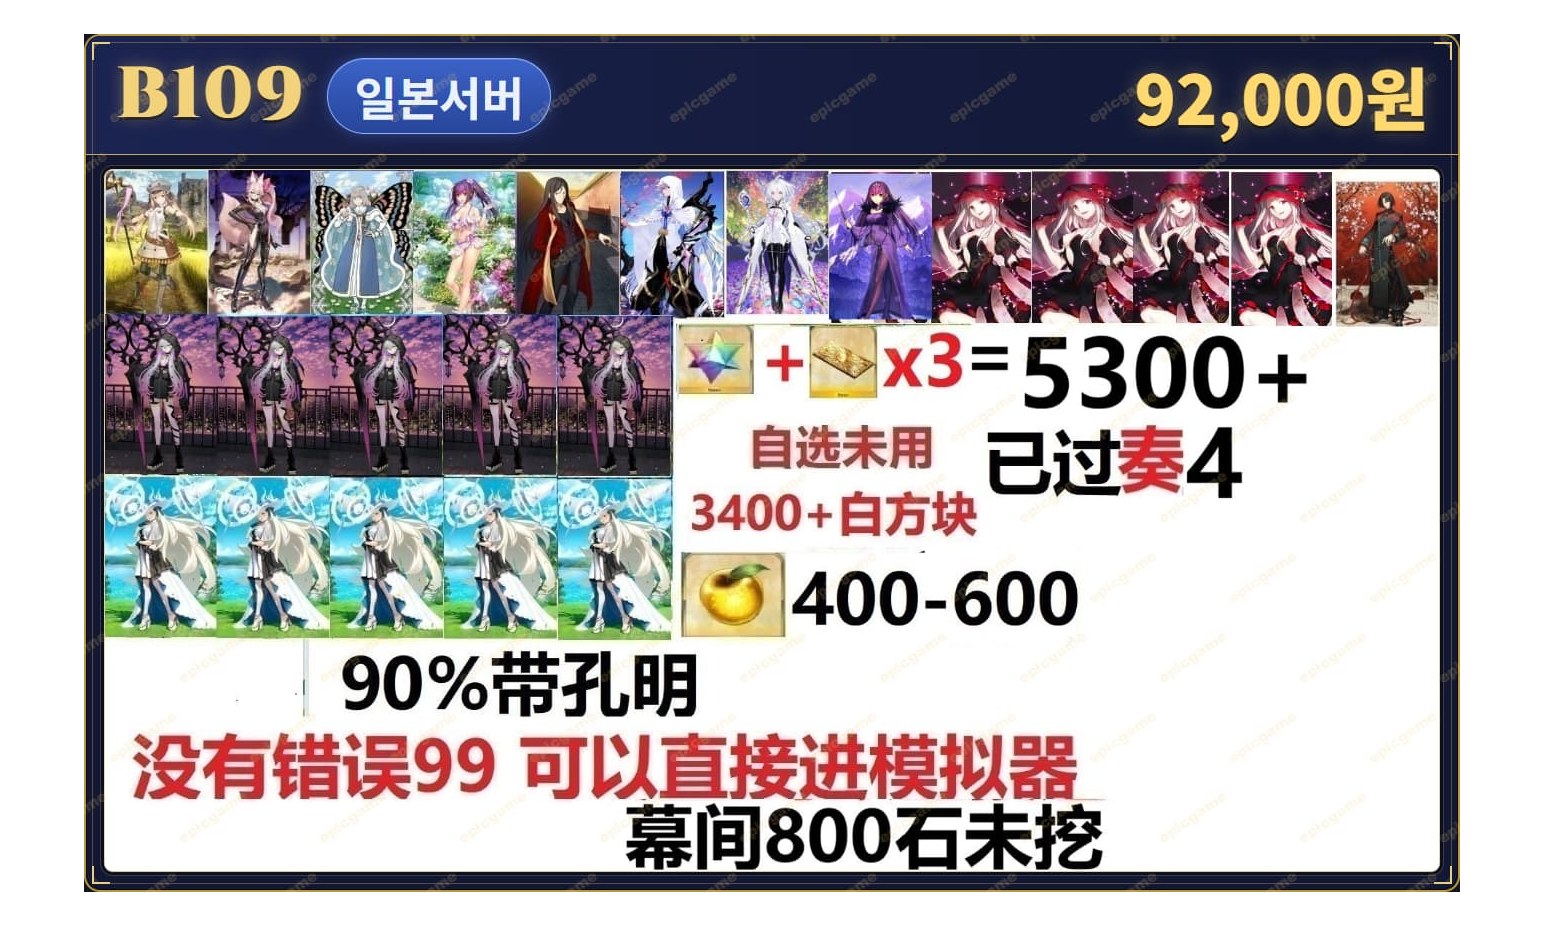 B109 일본서버 92,000원
+ x3=5300+
自选未用
已过奏4
3400+白方块
400-600
90%带孔明
没有错误99 可以直接进模拟器
幕间800石未挖
epicgame